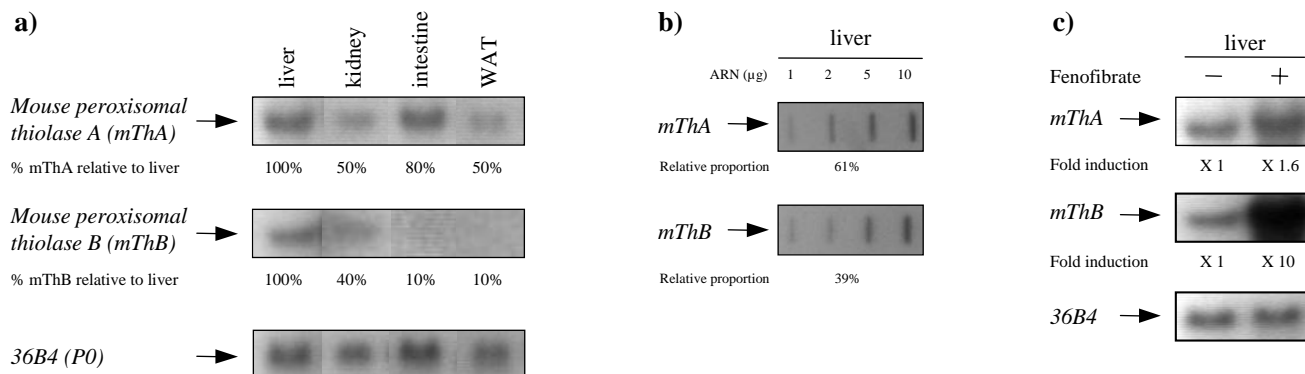 a)
liver
kidney
intestine
WAT
Mouse peroxisomal
thiolase A (mThA)
% mThA relative to liver
100% 50% 80% 50%
Mouse peroxisomal
thiolase B (mThB)
% mThB relative to liver
100% 40% 10% 10%
36B4 (P0)
b)
liver
ARN (µg) 1 2 5 10
mThA
Relative proportion 61%
mThB
Relative proportion 39%
c)
liver
Fenofibrate − +
mThA
Fold induction X 1 X 1.6
mThB
Fold induction X 1 X 10
36B4